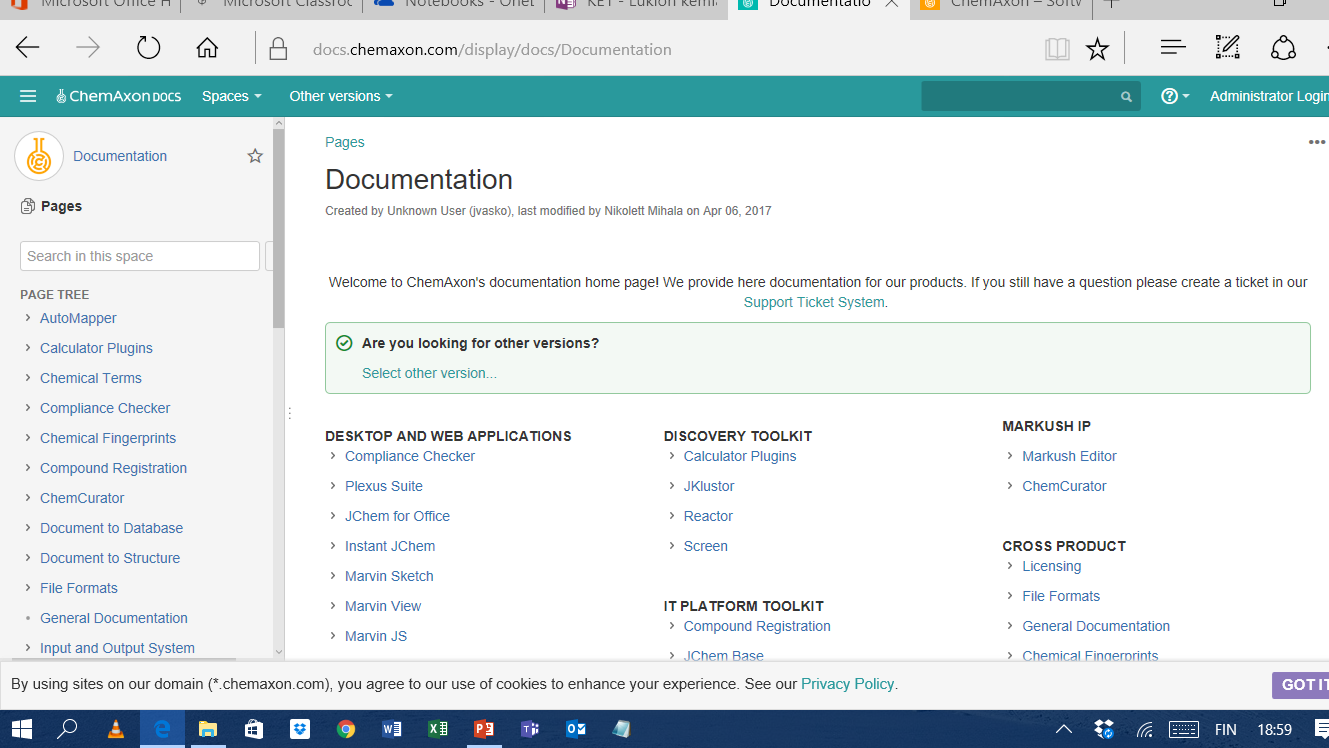 Microsoft Office H
Microsoft Classroo
Notebooks - Onet
KE1 - Lukion kemi
Documentatio
ChemAxon – Softw
docs.chemaxon.com/display/docs/Documentation
ChemAxon DOCS
Spaces
Other versions
Administrator Login
Documentation
Pages
Search in this space
PAGE TREE
AutoMapper
Calculator Plugins
Chemical Terms
Compliance Checker
Chemical Fingerprints
Compound Registration
ChemCurator
Document to Database
Document to Structure
File Formats
General Documentation
Input and Output System
Pages
Documentation
Created by Unknown User (jvasko), last modified by Nikolett Mihala on Apr 06, 2017
Welcome to ChemAxon's documentation home page! We provide here documentation for our products. If you still have a question please create a ticket in our
Support Ticket System.
Are you looking for other versions?
Select other version...
DESKTOP AND WEB APPLICATIONS
Compliance Checker
Plexus Suite
JChem for Office
Instant JChem
Marvin Sketch
Marvin View
Marvin JS
DISCOVERY TOOLKIT
Calculator Plugins
JKlustor
Reactor
Screen
IT PLATFORM TOOLKIT
Compound Registration
JChem Base
MARKUSH IP
Markush Editor
ChemCurator
CROSS PRODUCT
Licensing
File Formats
General Documentation
Chemical Fingerprints
By using sites on our domain (*.chemaxon.com), you agree to our use of cookies to enhance your experience. See our Privacy Policy.
GOT IT
FIN
18:59